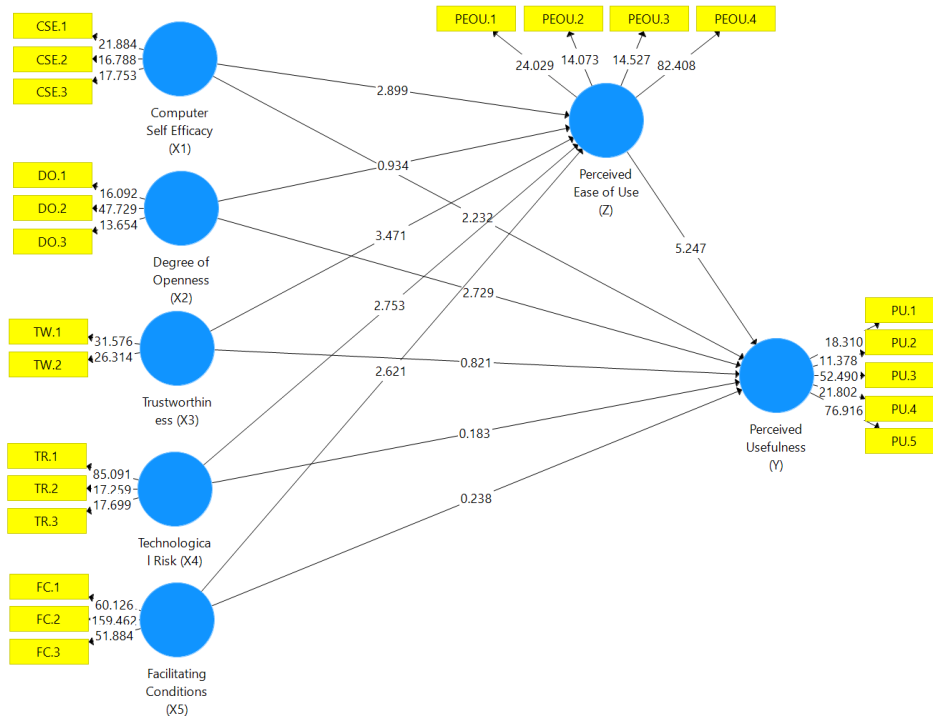 PEOU.1
PEOU.2
PEOU.3
PEOU.4
24.029
14.073
14.527
82.408
CSE.1
CSE.2
CSE.3
21.884
16.788
17.753
Computer
Self Efficacy
(X1)
2.899
0.934
Perceived
Ease of Use
(Z)
DO.1
DO.2
DO.3
16.092
47.729
13.654
Degree of
Openness
(X2)
2.232
3.471
5.247
2.729
2.753
TW.1
TW.2
31.576
26.314
Trustworthin
ess (X3)
0.821
2.621
PU.1
PU.2
PU.3
PU.4
PU.5
18.310
11.378
52.490
21.802
76.916
Perceived
Usefulness
(Y)
0.183
TR.1
TR.2
TR.3
85.091
17.259
17.699
Technologica
l Risk (X4)
0.238
FC.1
FC.2
FC.3
60.126
159.462
51.884
Facilitating
Conditions
(X5)